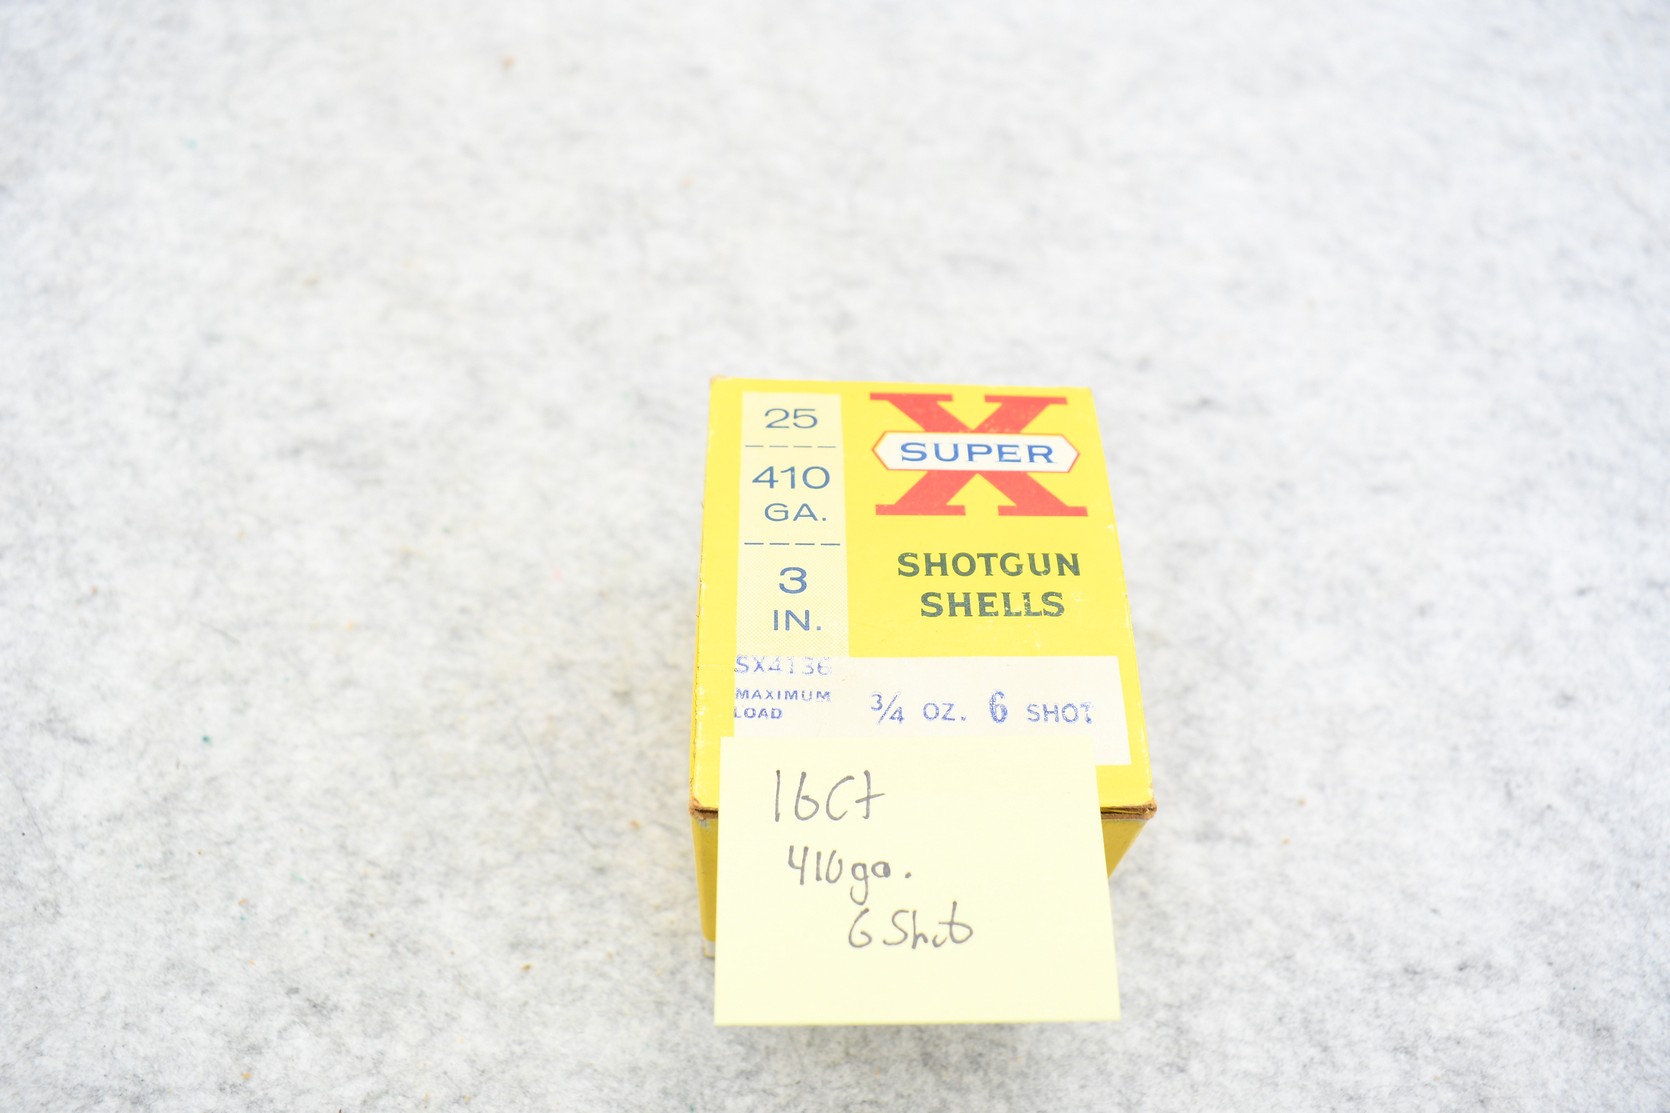 25
410
GA.
3
IN.
X
SUPER
SHOTGUN
SHELLS
SX4136
MAXIMUM
LOAD
3/4 OZ. 6 SHOT
16Ct
410ga.
6 Shot